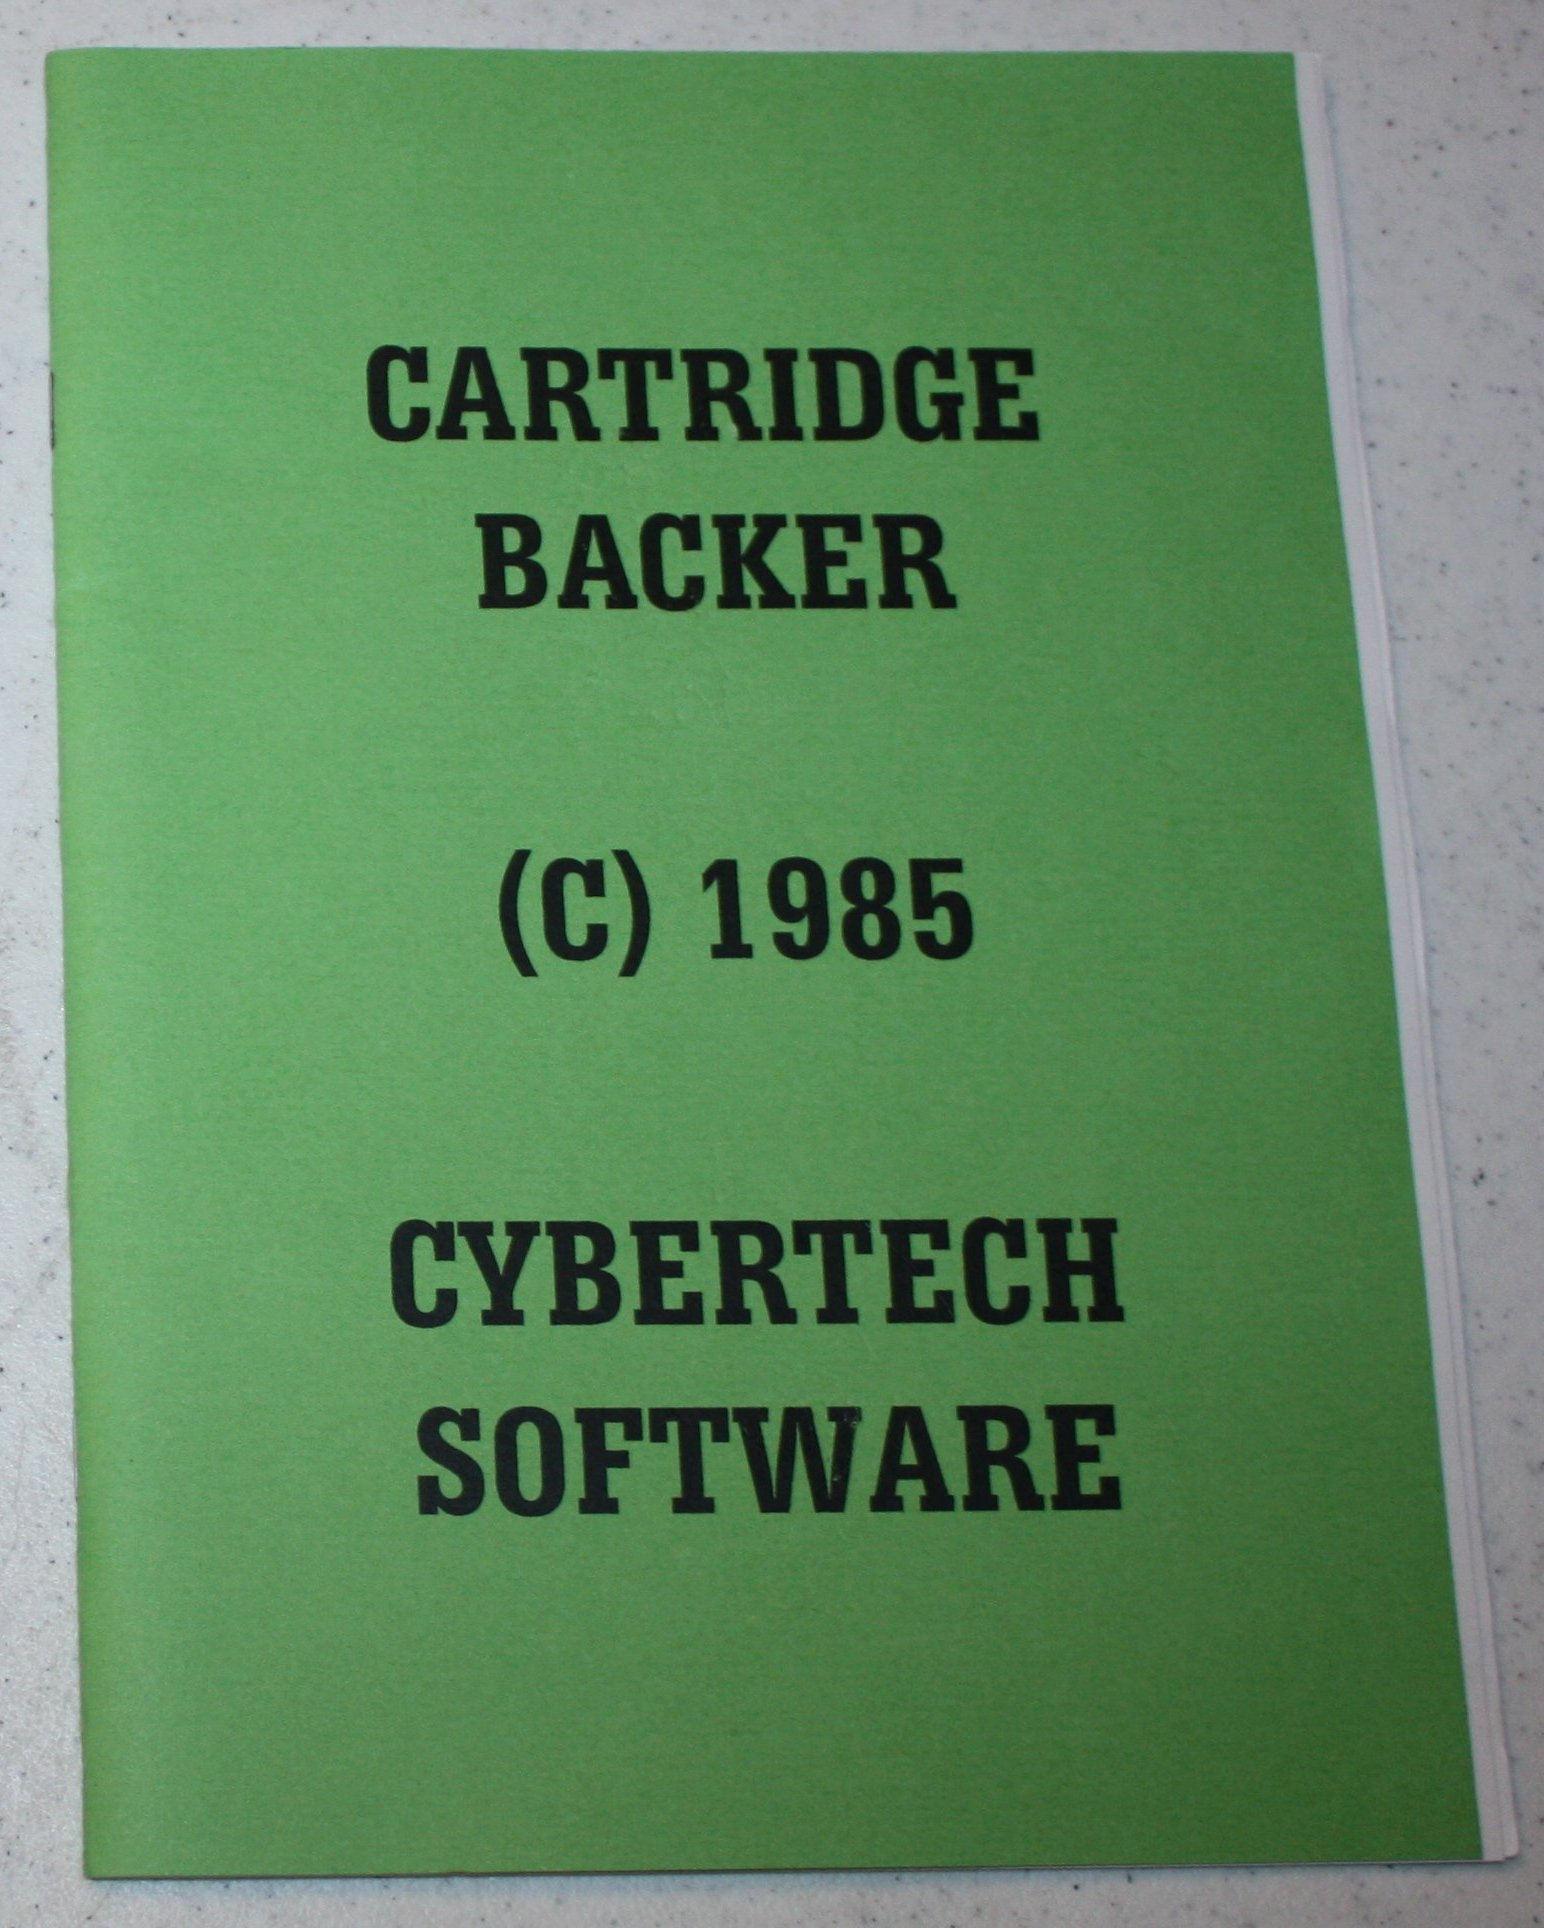 CARTRIDGE
BACKER
(C) 1985
CYBERTECH
SOFTWARE